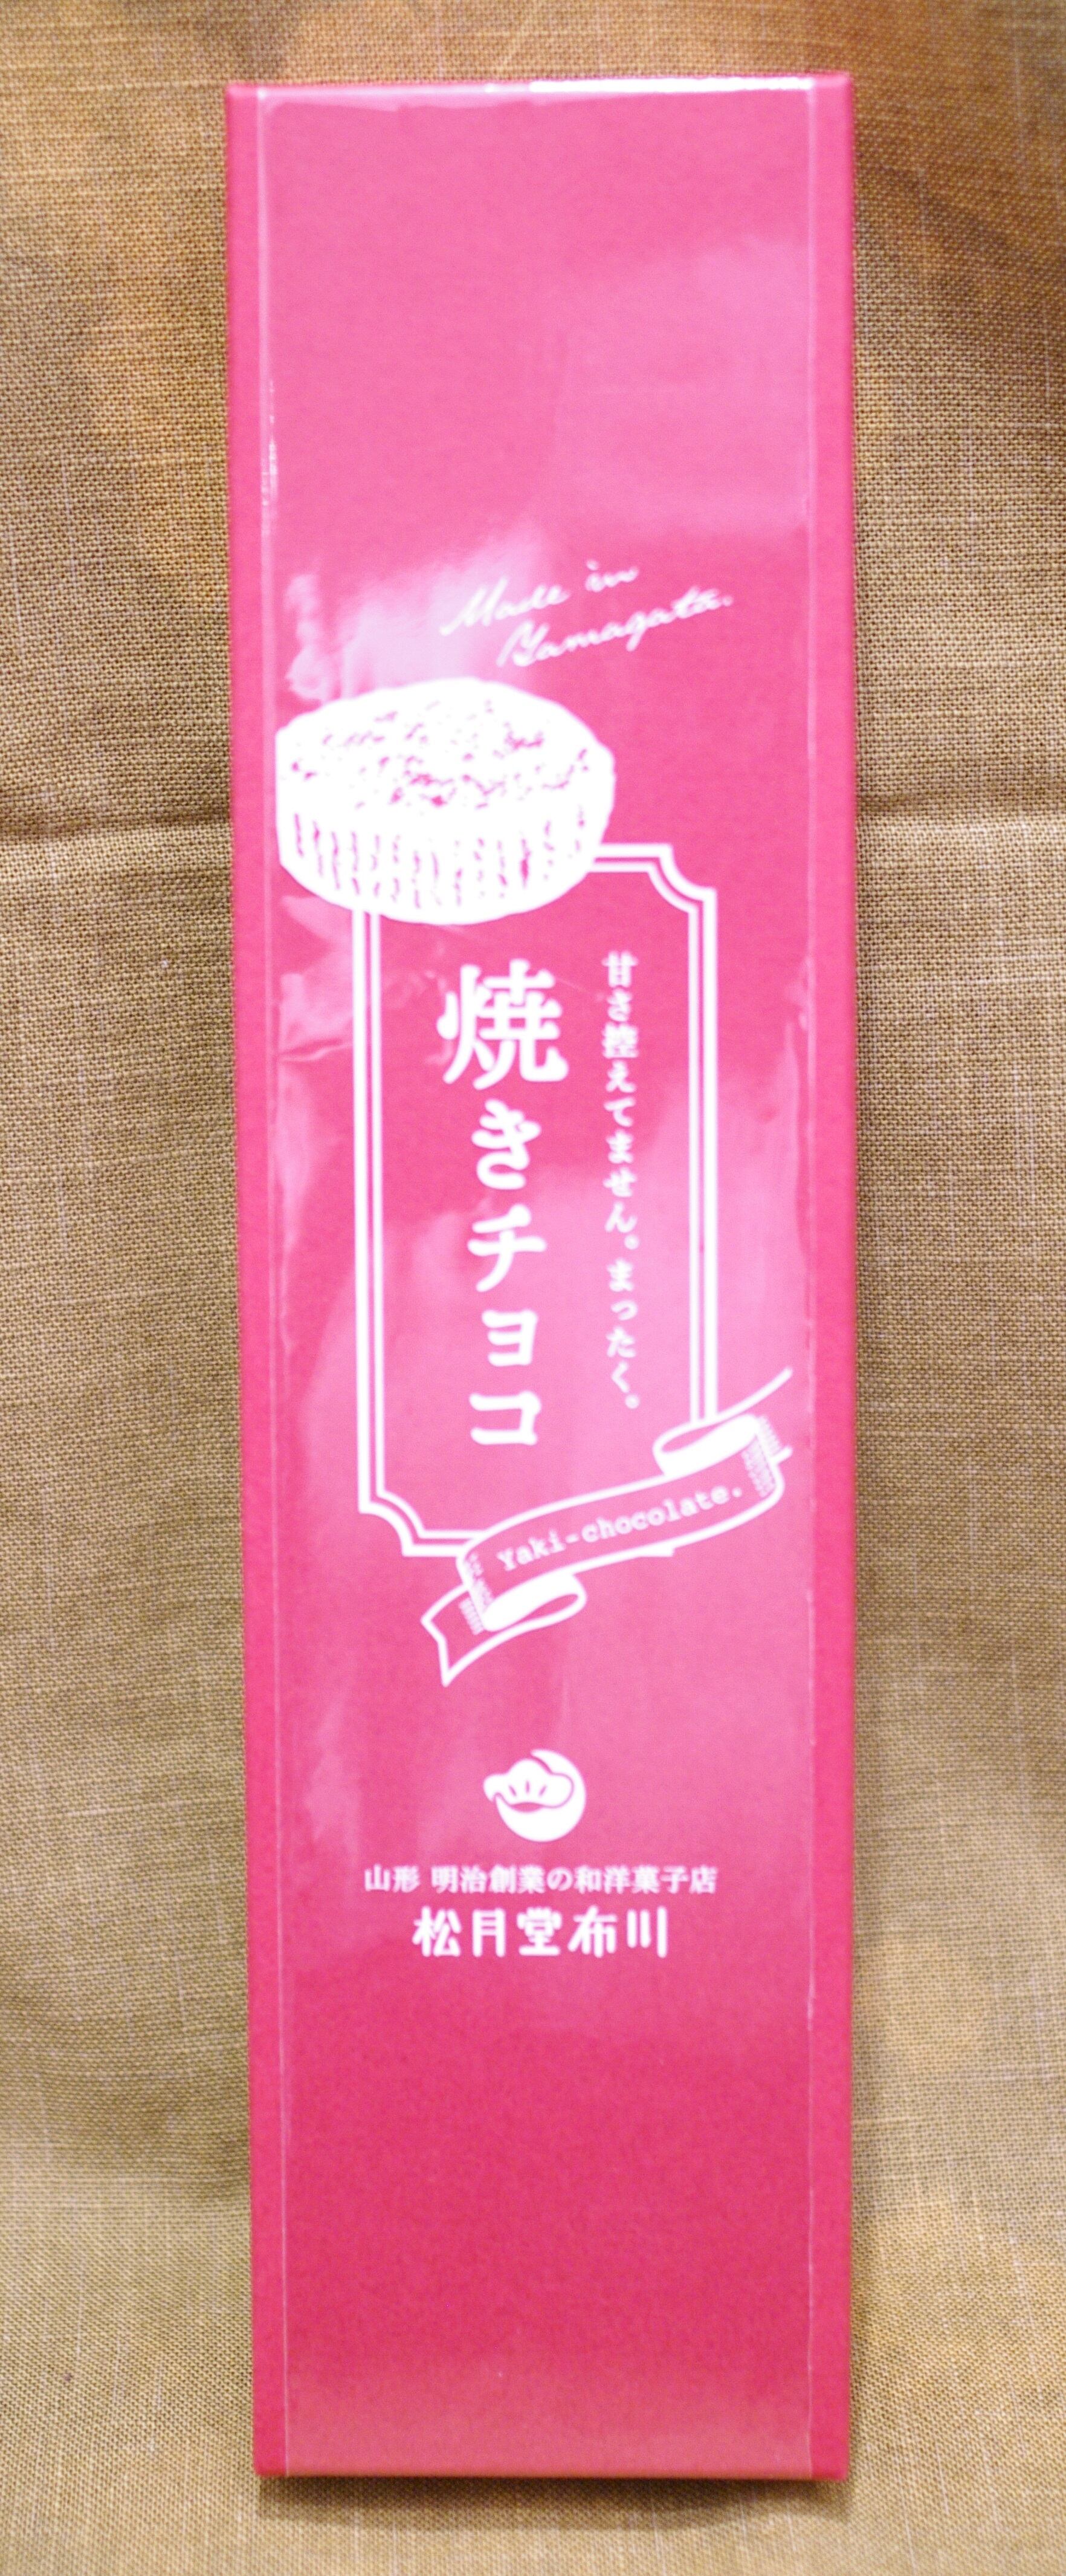 Made in
Yamagata.
甘さ控えてません。まったく。
焼きチョコ
Yaki-chocolate.
山形 明治創業の和洋菓子店
松月堂布川